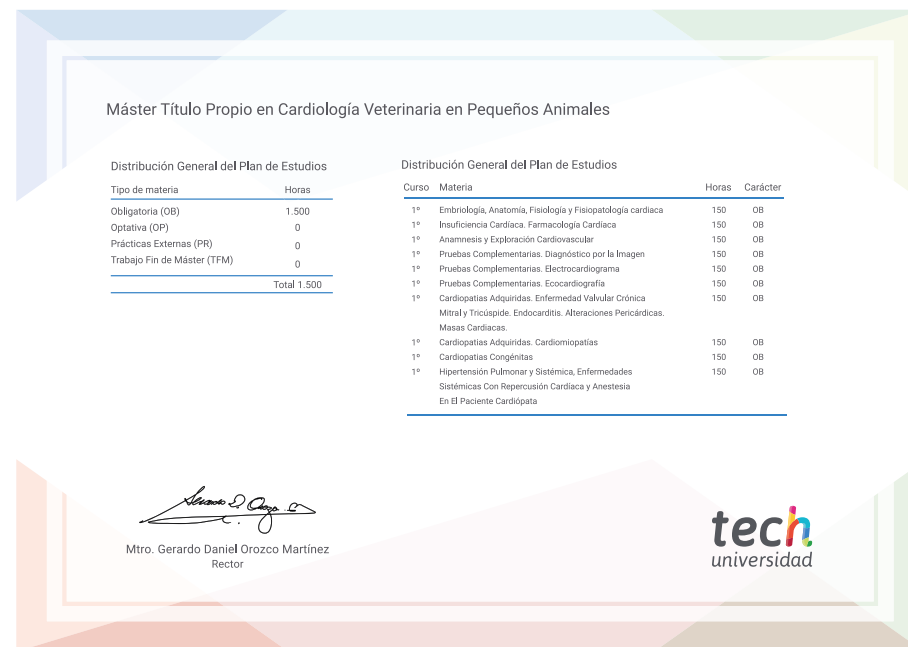 Máster Título Propio en Cardiología Veterinaria en Pequeños Animales
Distribución General del Plan de Estudios
Tipo de materia Horas
Obligatoria (OB) 1.500
Optativa (OP) 0
Prácticas Externas (PR) 0
Trabajo Fin de Máster (TFM) 0
Total 1.500
Distribución General del Plan de Estudios
Curso Materia Horas Carácter
1º Embriología, Anatomía, Fisiología y Fisiopatología cardiaca 150 OB
1º Insuficiencia Cardíaca. Farmacología Cardíaca 150 OB
1º Anamnesis y Exploración Cardiovascular 150 OB
1º Pruebas Complementarias. Diagnóstico por la Imagen 150 OB
1º Pruebas Complementarias. Electrocardiograma 150 OB
1º Pruebas Complementarias. Ecocardiografía 150 OB
1º Cardiopatias Adquiridas. Enfermedad Valvular Crónica 150 OB
Mitral y Tricúspide. Endocarditis. Alteraciones Pericárdicas.
Masas Cardiacas.
1º Cardiopatias Adquiridas. Cardiomiopatías 150 OB
1º Cardiopatias Congénitas 150 OB
1º Hipertensión Pulmonar y Sistémica, Enfermedades 150 OB
Sistémicas Con Repercusión Cardíaca y Anestesia
En El Paciente Cardiópata
Mtro. Gerardo Daniel Orozco Martínez
Rector
tech
universidad